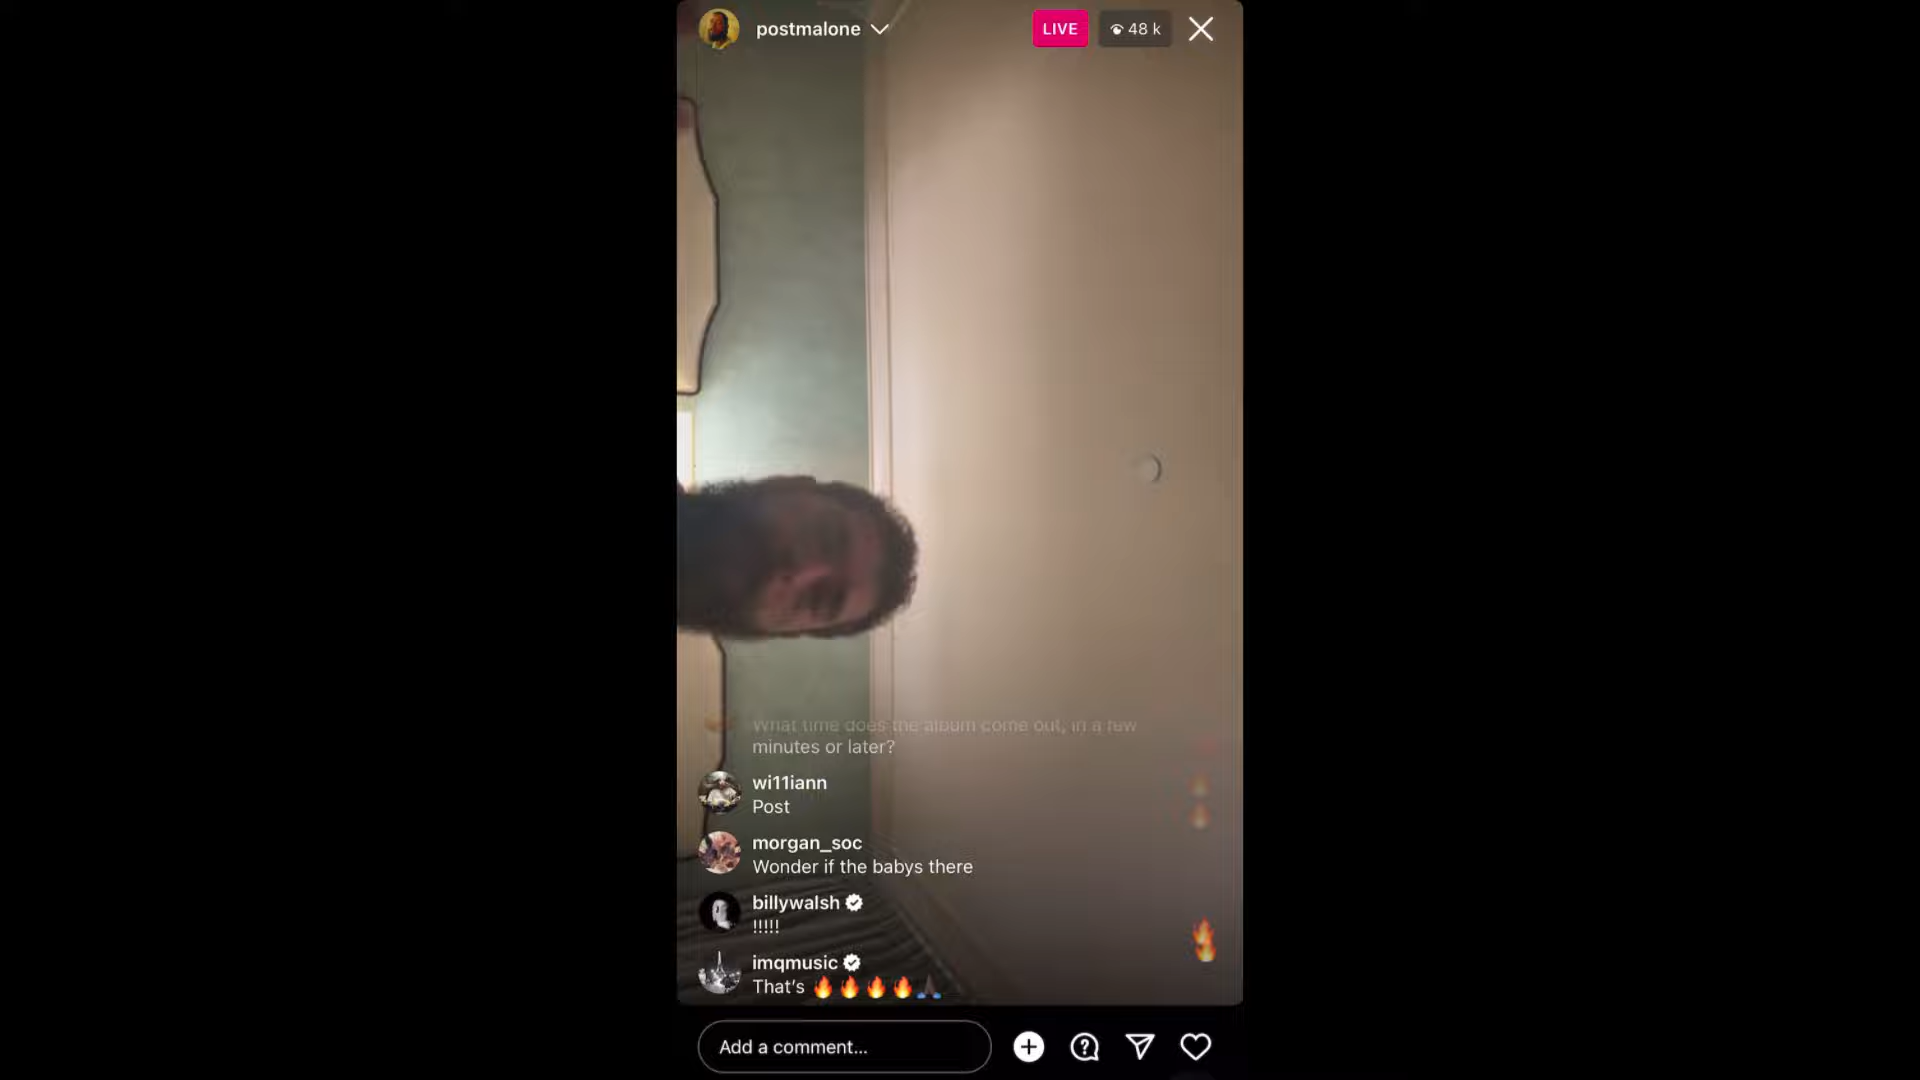 postmalone
LIVE
48 k
What time does the album come out, in a few
minutes or later?
wi11iann
Post
morgan_soc
Wonder if the babys there
billywalsh
!!!!!
imqmusic
That’s 🔥🔥🔥🔥🙏🏿
Add a comment...